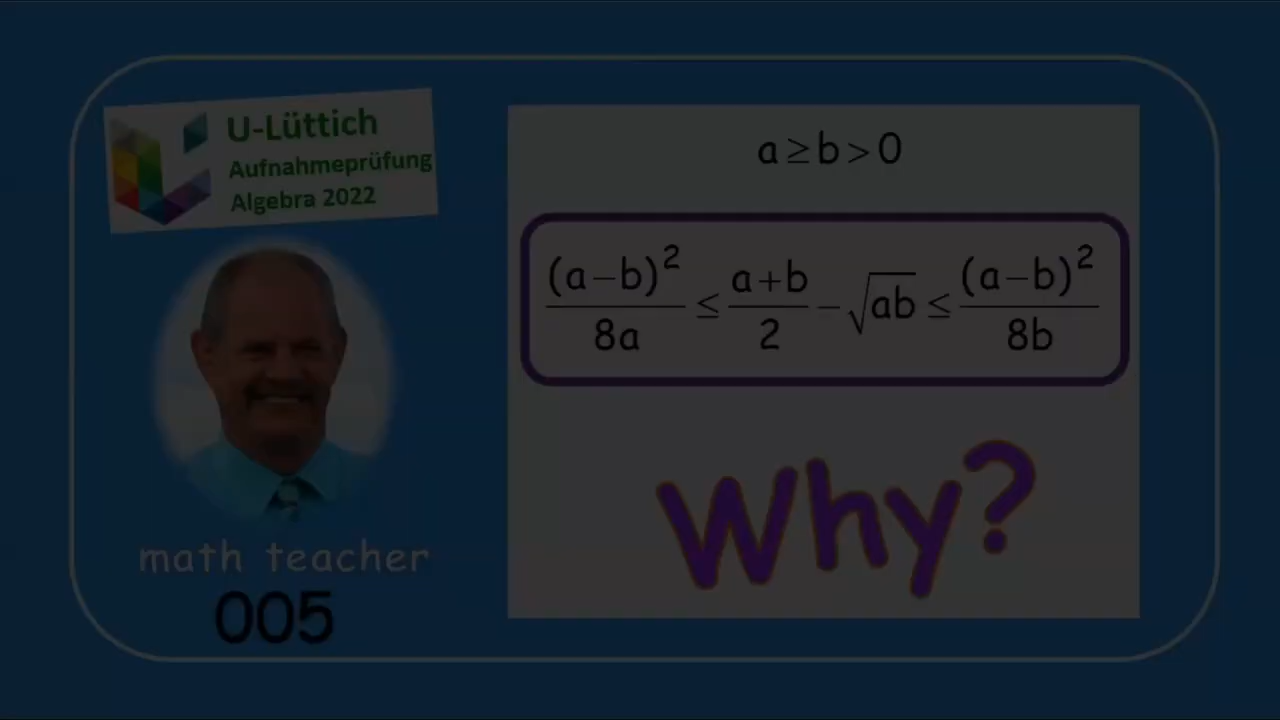 U-Lüttich
Aufnahmeprüfung
Algebra 2022
math teacher
005
a ≥ b > 0
(a−b)²/8a ≤ a+b/2 − √ab ≤ (a−b)²/8b
Why?